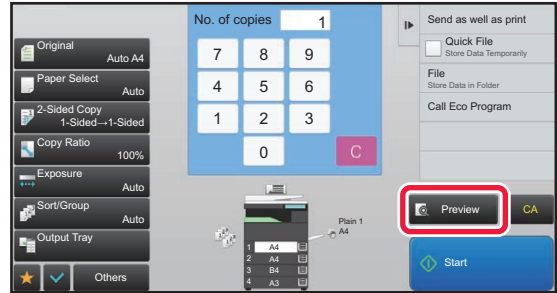 No. of copies 1
Original
Auto A4
Paper Select
Auto
2-Sided Copy
1-Sided→1-Sided
Copy Ratio
100%
Exposure
Auto
Sort/Group
Auto
Output Tray
Others
7 8 9
4 5 6
1 2 3
0 C
Plain 1
A4
1 A4
2 A4
3 B4
4 A3
Send as well as print
Quick File
Store Data Temporarily
File
Store Data in Folder
Call Eco Program
Preview
CA
Start